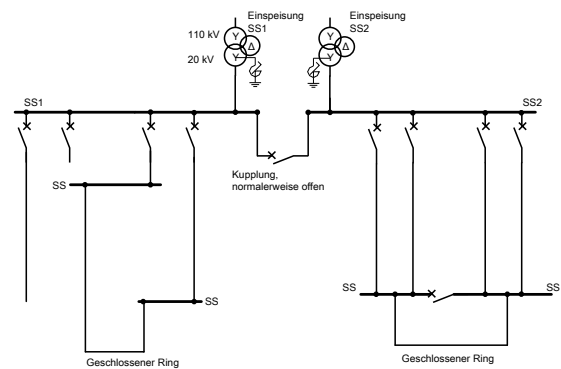 Einspeisung
SS1
Einspeisung
SS2
110 kV
20 kV
Y
Δ
Y
Y
Δ
Y
SS1
SS2
Kupplung,
normalerweise offen
SS
SS
SS
SS
Geschlossener Ring
Geschlossener Ring